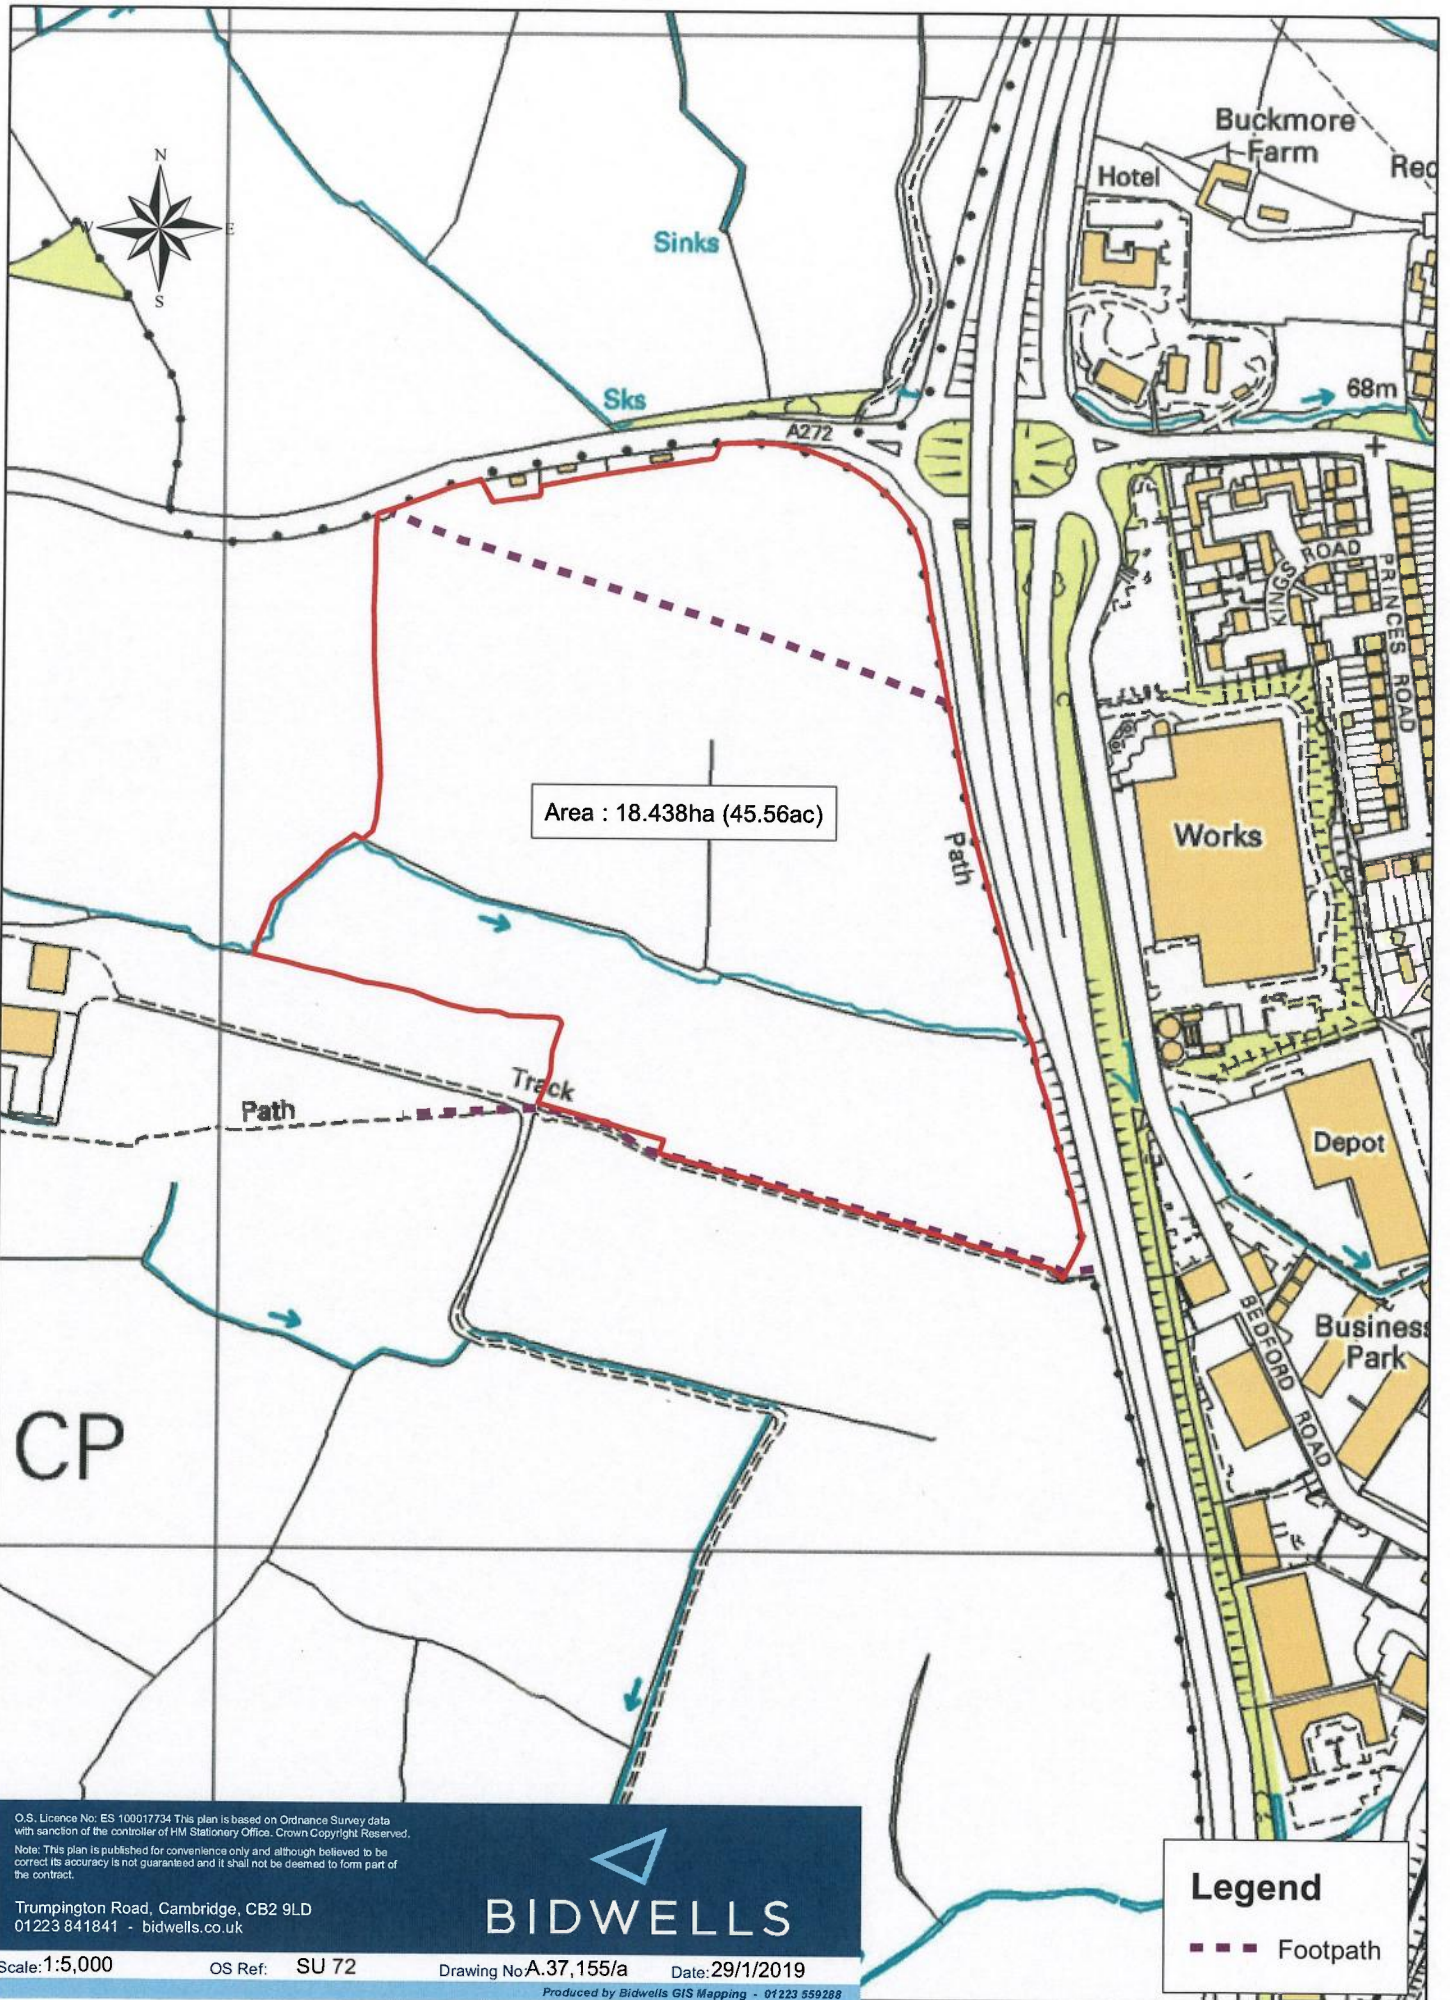 Buckmore
Farm
Hotel
N
W
E
S
Sinks
Sks
68m
A272
KINGS ROAD
PRINCES ROAD
Area : 18.438ha (45.56ac)
Works
Path
Track
Path
Depot
BEDFORD ROAD
Business
Park
CP
O.S. Licence No: ES 100017734 This plan is based on Ordnance Survey data
with sanction of the controller of HM Stationery Office. Crown Copyright Reserved.
Note: This plan is published for convenience only and although believed to be
correct its accuracy is not guaranteed and it shall not be deemed to form part of
the contract.
Trumpington Road, Cambridge, CB2 9LD
01223 841841 - bidwells.co.uk
BIDWELLS
Legend
Footpath
Scale: 1:5,000 OS Ref: SU 72 Drawing No: A.37,155/a Date: 29/1/2019
Produced by Bidwells GIS Mapping - 01223 559288